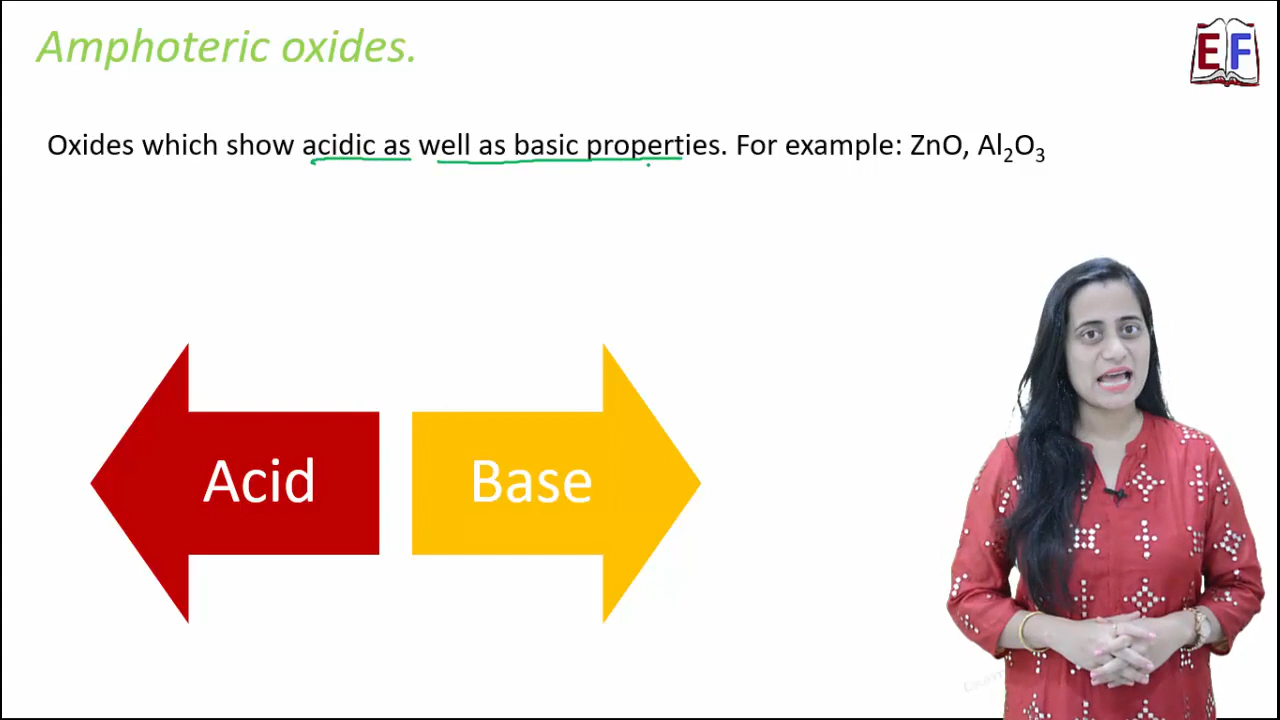 Amphoteric oxides.
EF
Oxides which show acidic as well as basic properties. For example: ZnO, Al₂O₃
Acid
Base